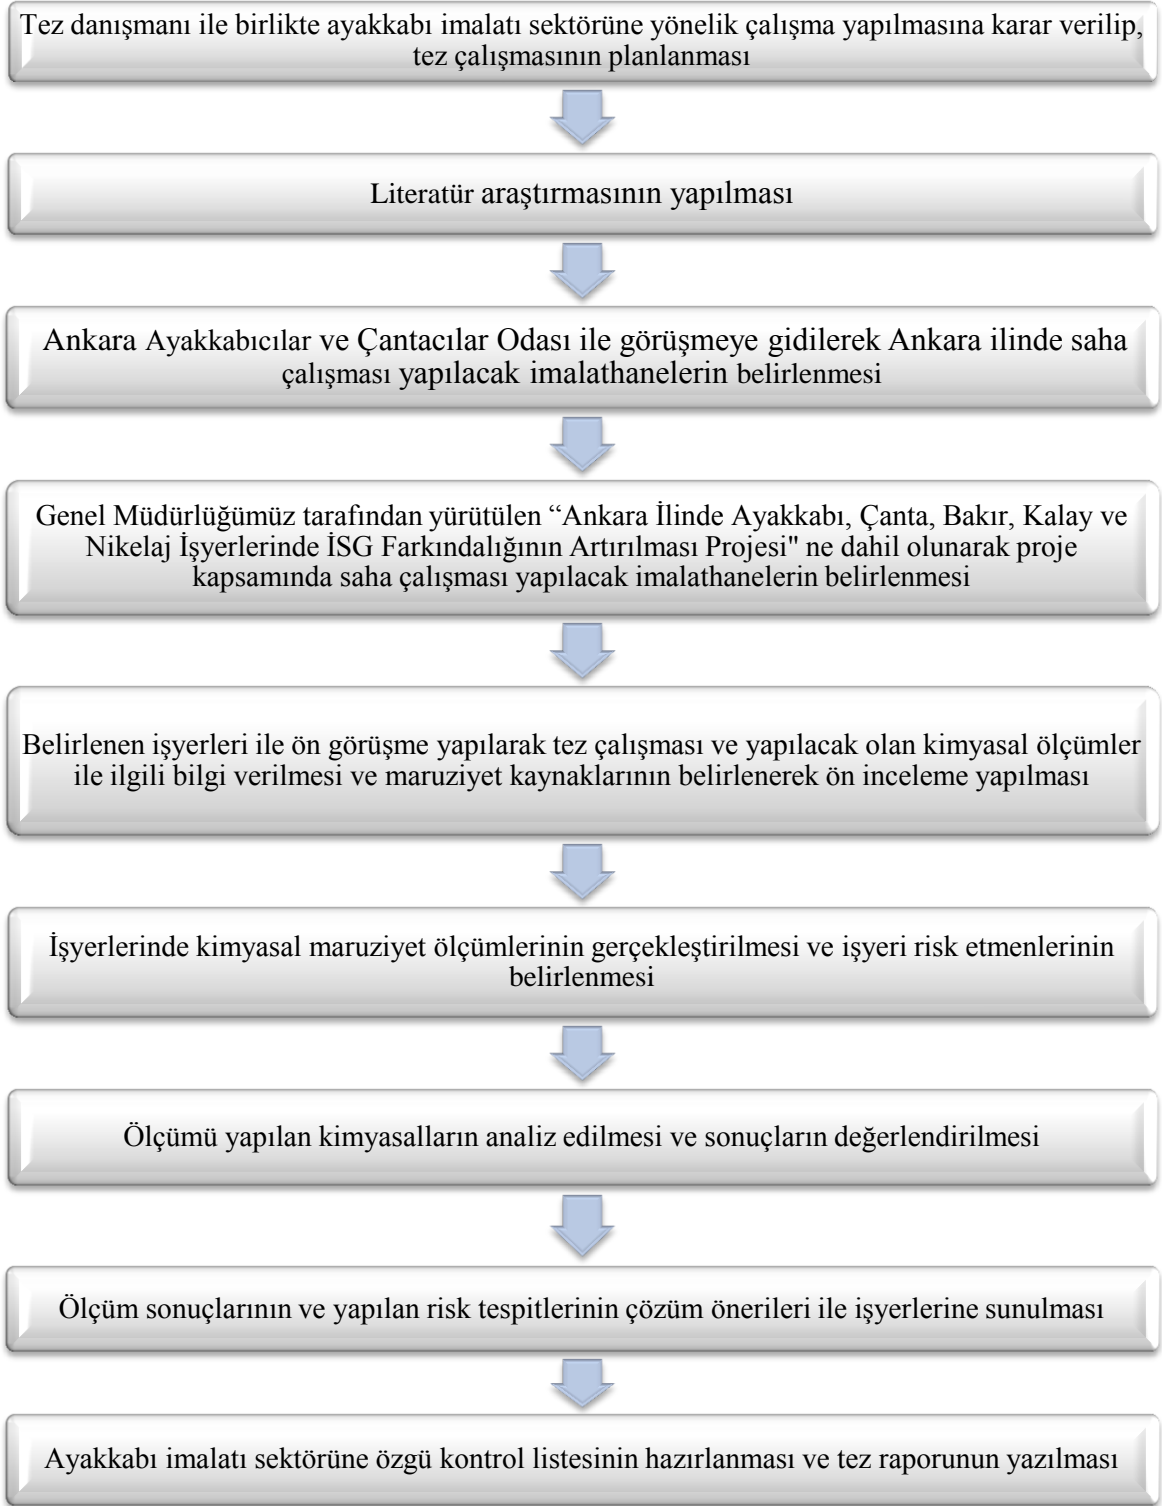 Tez danışmanı ile birlikte ayakkabı imalatı sektörüne yönelik çalışma yapılmasına karar verilip,
tez çalışmasının planlanması
Literatür araştırmasının yapılması
Ankara Ayakkabıcılar ve Çantacılar Odası ile görüşmeye gidilerek Ankara ilinde saha
çalışması yapılacak imalathanelerin belirlenmesi
Genel Müdürlüğümüz tarafından yürütülen “Ankara İlinde Ayakkabı, Çanta, Bakır, Kalay ve
Nikelaj İşyerlerinde İSG Farkındalığının Artırılması Projesi" ne dahil olunarak proje
kapsamında saha çalışması yapılacak imalathanelerin belirlenmesi
Belirlenen işyerleri ile ön görüşme yapılarak tez çalışması ve yapılacak olan kimyasal ölçümler
ile ilgili bilgi verilmesi ve maruziyet kaynaklarının belirlenerek ön inceleme yapılması
İşyerlerinde kimyasal maruziyet ölçümlerinin gerçekleştirilmesi ve işyeri risk etmenlerinin
belirlenmesi
Ölçümü yapılan kimyasalların analiz edilmesi ve sonuçların değerlendirilmesi
Ölçüm sonuçlarının ve yapılan risk tespitlerinin çözüm önerileri ile işyerlerine sunulması
Ayakkabı imalatı sektörüne özgü kontrol listesinin hazırlanması ve tez raporunun yazılması